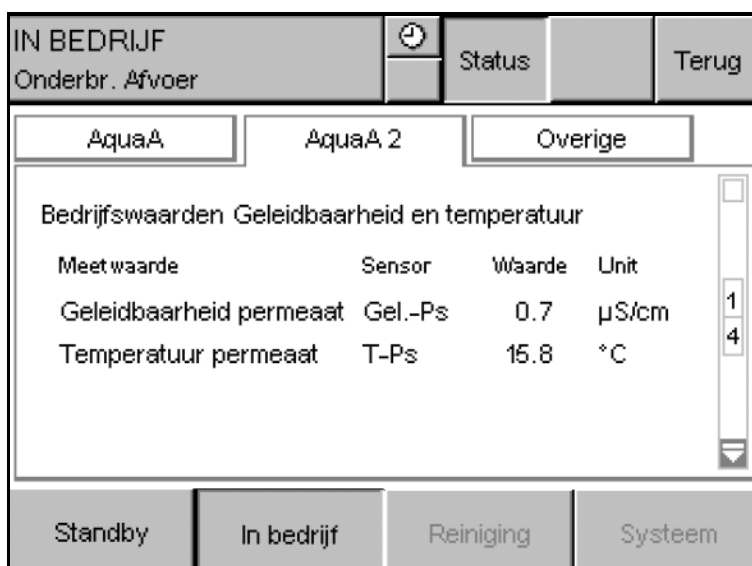 IN BEDRIJF
Onderbr. Afvoer
Status
Terug
AquaA
AquaA 2
Overige
Bedrijfswaarden Geleidbaarheid en temperatuur
Meetwaarde Sensor Waarde Unit
Geleidbaarheid permeaat Gel.-Ps 0.7 µS/cm
Temperatuur permeaat T-Ps 15.8 °C
1
4
Standby
In bedrijf
Reiniging
Systeem